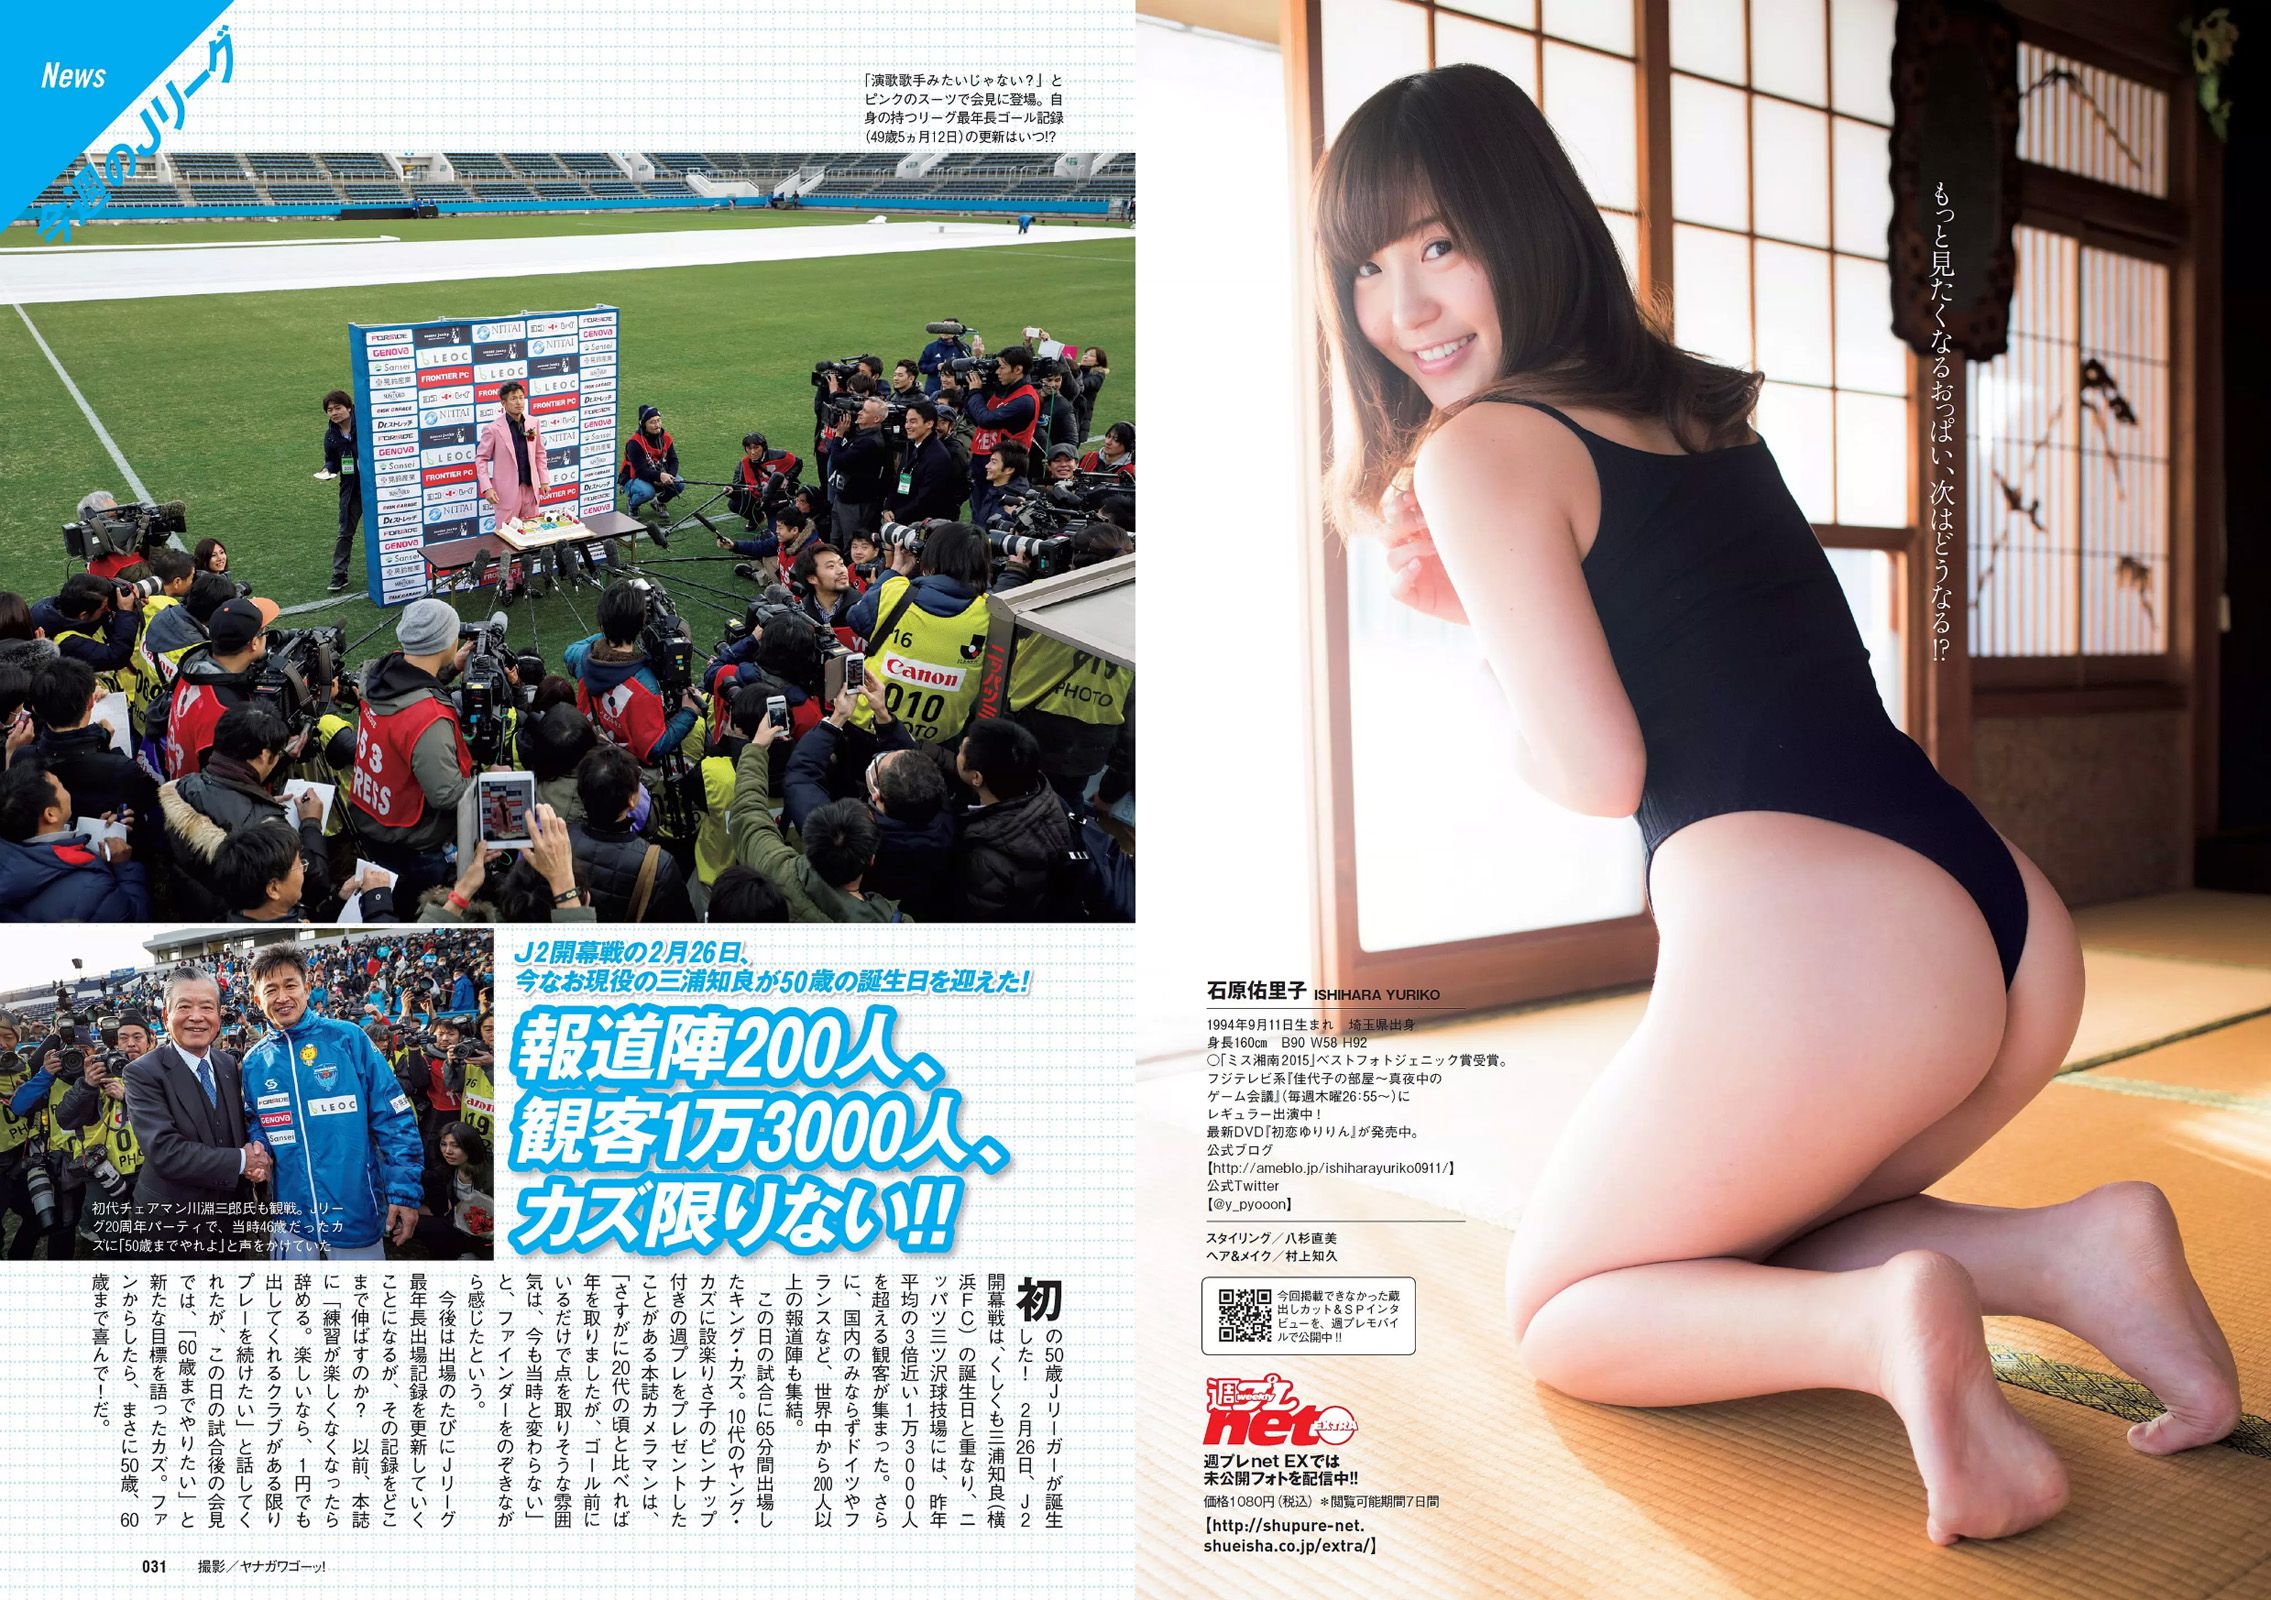 News
今週のJリーグ
「演歌歌手みたいじゃない？」と
ピンクのスーツで会見に登場。自
身の持つリーグ最年長ゴール記録
（49歳5ヵ月12日）の更新はいつ!?
FORSIDE
GENOVA
Sansei
NITTAI
LEOC
FRONTIER PC
Dr.ストレッチ
16
Canon
010
PHOTO
ニッパツ
53
PRESS
J2開幕戦の2月26日、
今なお現役の三浦知良が50歳の誕生日を迎えた！
報道陣200人、
観客1万3000人、
カズ限りない!!
初代チェアマン川淵三郎氏も観戦。Jリー
グ20周年パーティで、当時46歳だったカ
ズに「50歳までやれよ」と声をかけていた
初の50歳Jリーガーが誕生
した！　2月26日、J2
開幕戦は、くしくも三浦知良（横
浜FC）の誕生日と重なり、ニ
ッパツ三ツ沢球技場には、昨年
平均の3倍近い1万3000人
を超える観客が集まった。さら
に、国内のみならずドイツやフ
ランスなど、世界中から200人以
上の報道陣も集結。
この日の試合に65分間出場し
たキング・カズ。10代のヤング・
カズに設楽りさ子のピンナップ
付きの週プレをプレゼントした
ことがある本誌カメラマンは、
「さすがに20代の頃と比べれば
年を取りましたが、ゴール前に
いるだけで点を取りそうな雰囲
気は、今も当時と変わらない」
と、ファインダーをのぞきなが
ら感じたという。
今後は出場のたびにJリーグ
最年長出場記録を更新していく
ことになるが、その記録をどこ
まで伸ばすのか？　以前、本誌
に「練習が楽しくなくなったら
辞める。楽しいなら、1円でも
出してくれるクラブがある限り
プレーを続けたい」と話してく
れたが、この日の試合後の会見
では、「60歳までやりたい」と
新たな目標を語ったカズ。ファ
ンからしたら、まさに50歳、60
歳まで喜んで！だ。
031　撮影／ヤナガワゴーッ！
もっと見たくなるおっぱい、次はどうなる!?
石原佑里子 ISHIHARA YURIKO
1994年9月11日生まれ　埼玉県出身
身長160㎝　B90 W58 H92
○「ミス湘南2015」ベストフォトジェニック賞受賞。
フジテレビ系『佳代子の部屋〜真夜中の
ゲーム会議』（毎週木曜26:55〜）に
レギュラー出演中！
最新DVD『初恋ゆりりん』が発売中。
公式ブログ
【http://ameblo.jp/ishiharayuriko0911/】
公式Twitter
【@y_pyooon】
スタイリング／八杉直美
ヘア&メイク／村上知久
今回掲載できなかった蔵
出しカット＆SPインタ
ビューを、週プレモバイ
ルで公開中!!
週プレ weekly
net EXTRA
週プレnet EXでは
未公開フォトを配信中!!
価格1080円（税込）＊閲覧可能期間7日間
【http://shupure-net.
shueisha.co.jp/extra/】